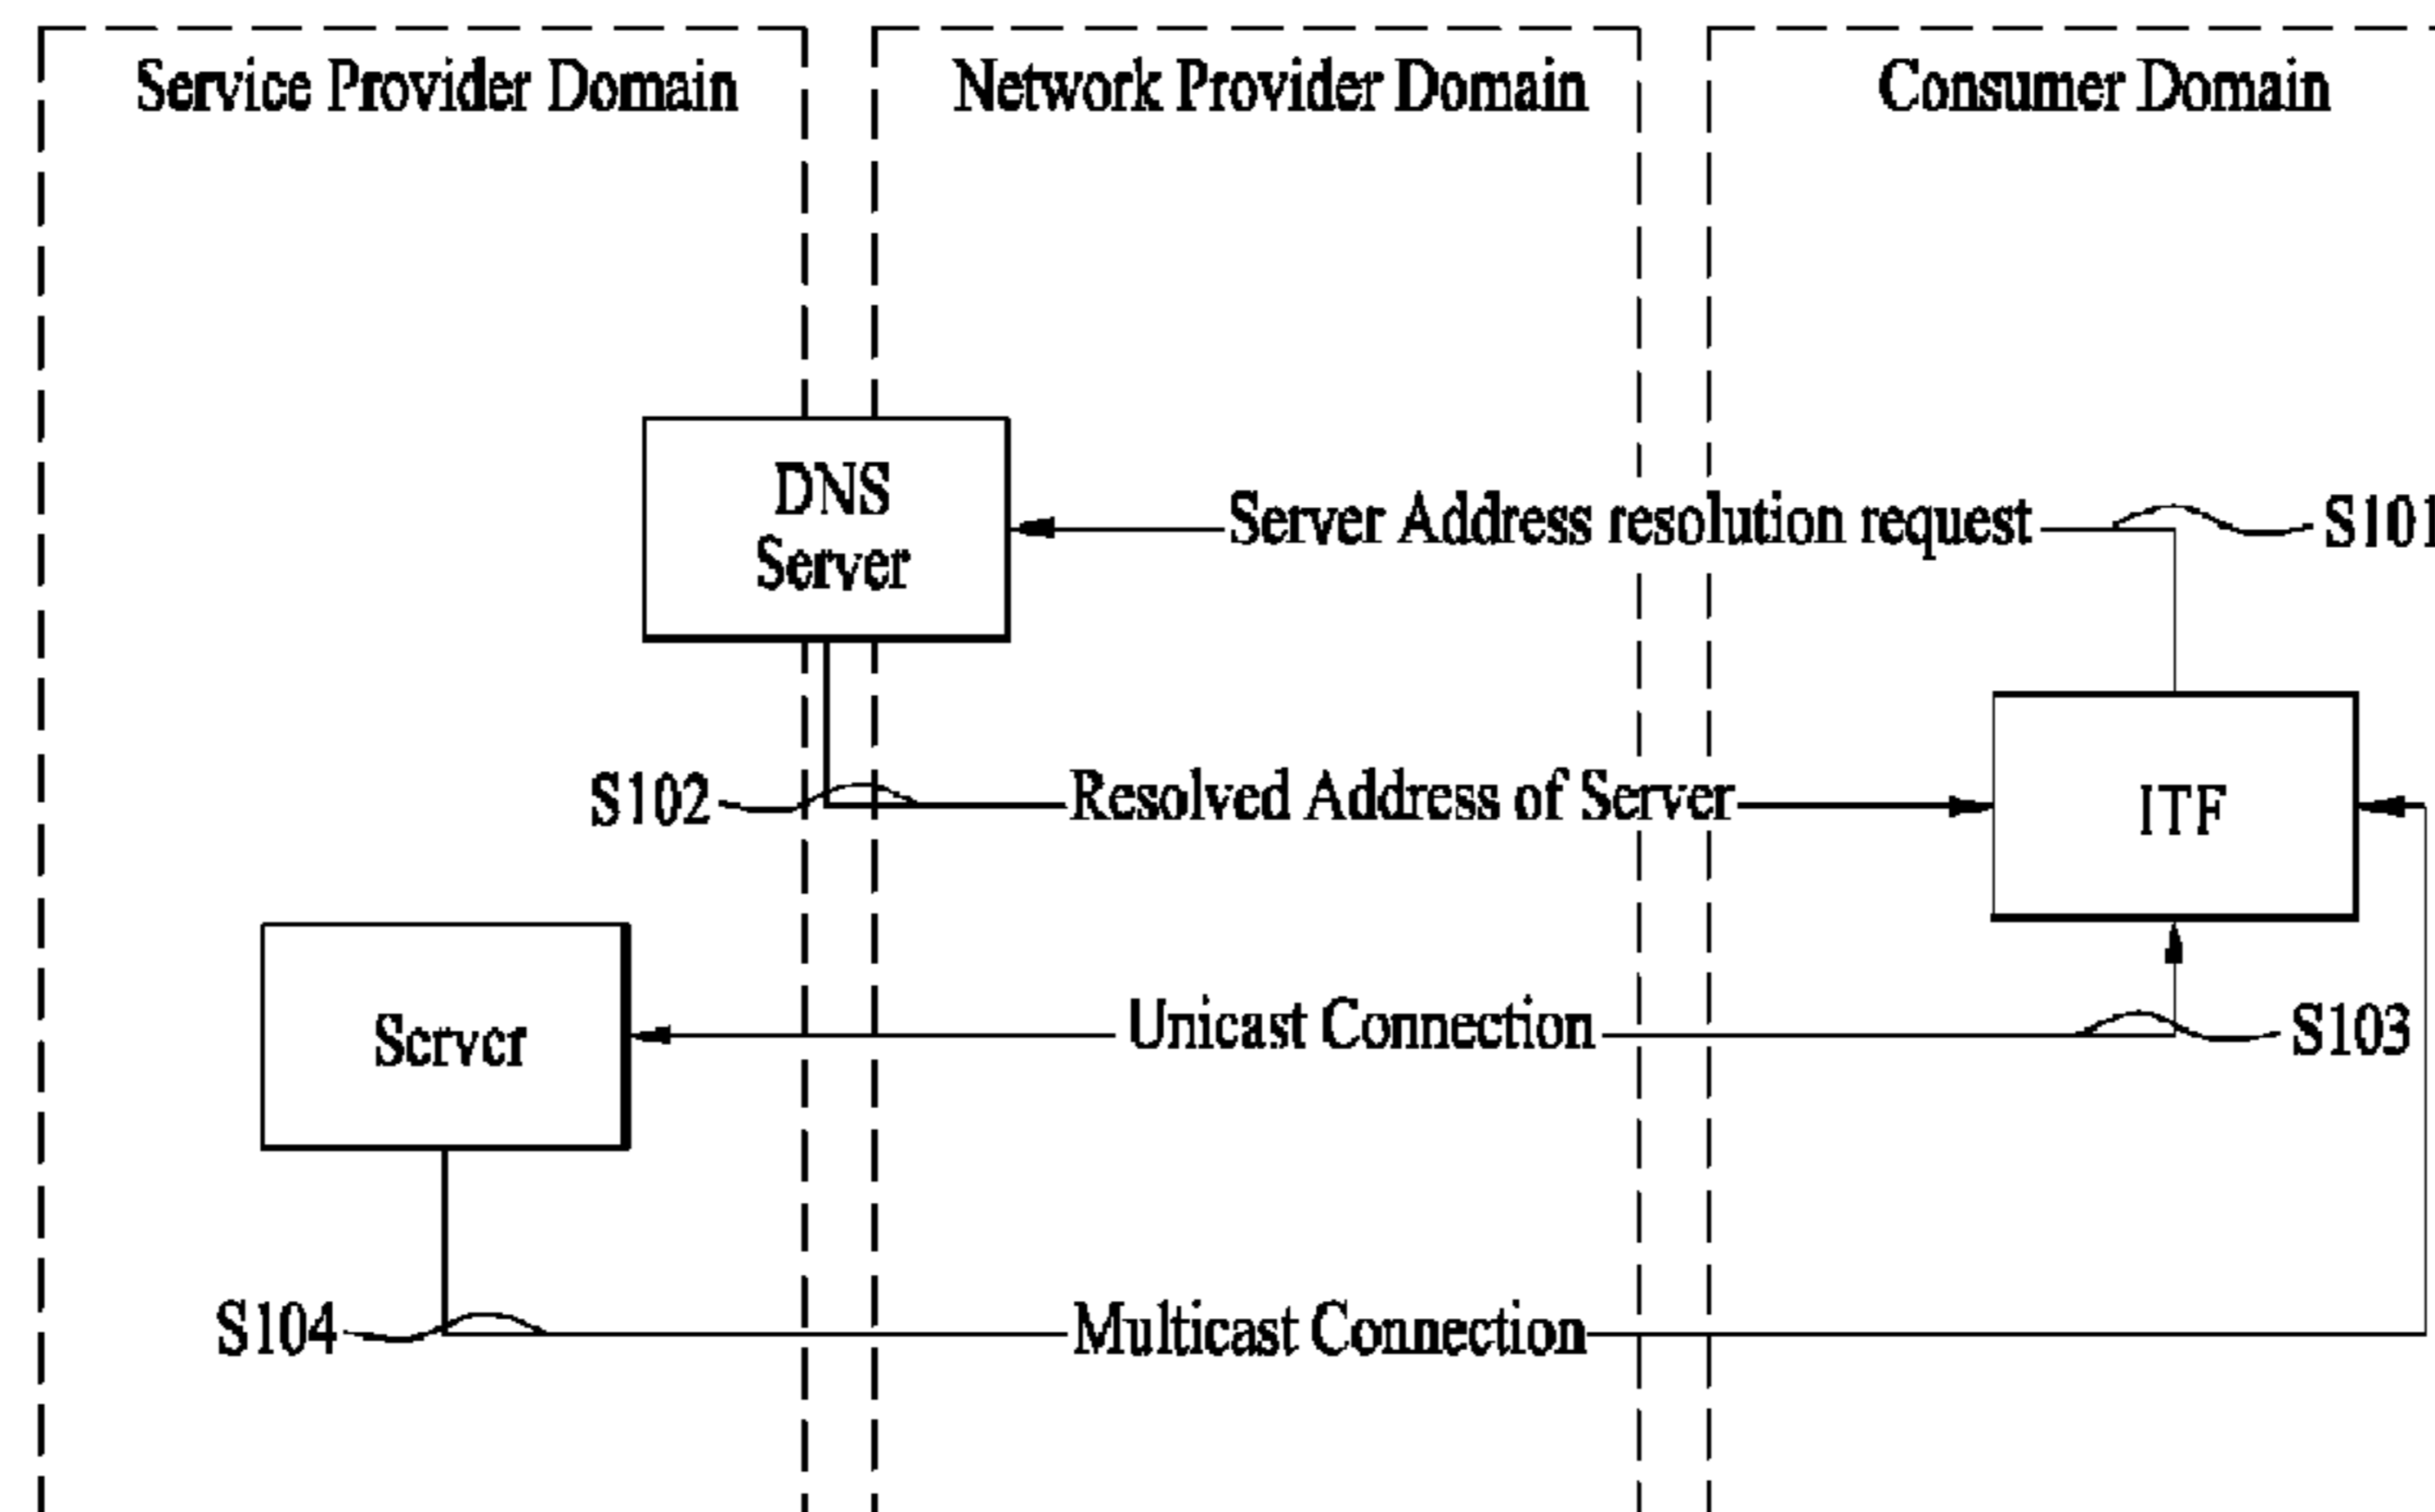 Service Provider Domain
Network Provider Domain
Consumer Domain
DNS
Server
Server Address resolution request
S101
S102
Resolved Address of Server
ITF
Server
Unicast Connection
S103
S104
Multicast Connection